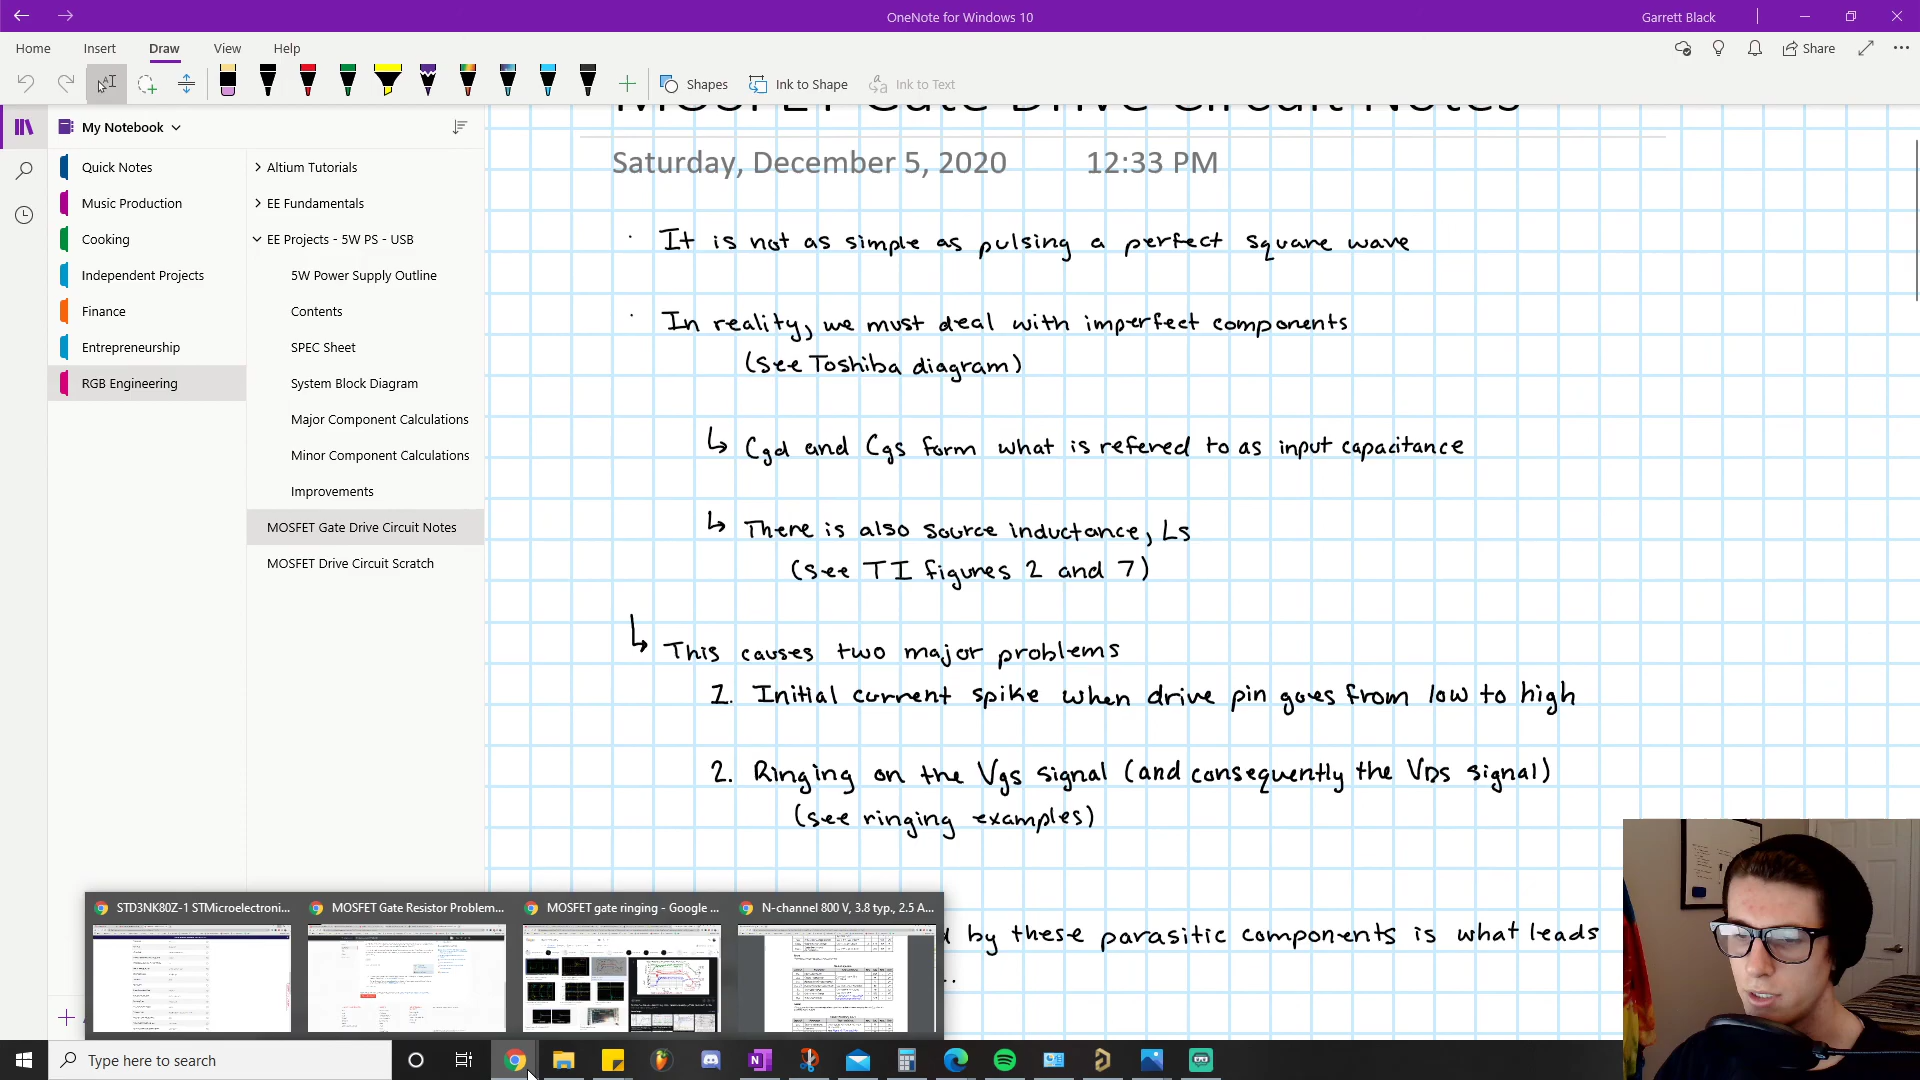 OneNote for Windows 10
Garrett Black
Home Insert Draw View Help
Share
Shapes
Ink to Shape
Ink to Text
My Notebook
Quick Notes
Music Production
Cooking
Independent Projects
Finance
Entrepreneurship
RGB Engineering
Altium Tutorials
EE Fundamentals
EE Projects - 5W PS - USB
5W Power Supply Outline
Contents
SPEC Sheet
System Block Diagram
Major Component Calculations
Minor Component Calculations
Improvements
MOSFET Gate Drive Circuit Notes
MOSFET Drive Circuit Scratch
MOSFET Gate Drive Circuit Notes
Saturday, December 5, 2020 12:33 PM
· It is not as simple as pulsing a perfect square wave
· In reality, we must deal with imperfect components
(see Toshiba diagram)
↳ Cgd and Cgs form what is refered to as input capacitance
↳ There is also source inductance, Ls
(see TI figures 2 and 7)
↳ This causes two major problems
1. Initial current spike when drive pin goes from low to high
2. Ringing on the Vgs signal (and consequently the VDS signal)
(see ringing examples)
by these parasitic components is what leads
STD3NK80Z-1 STMicroelectroni...
MOSFET Gate Resistor Problem...
MOSFET gate ringing - Google ...
N-channel 800 V, 3.8 typ., 2.5 A...
Type here to search